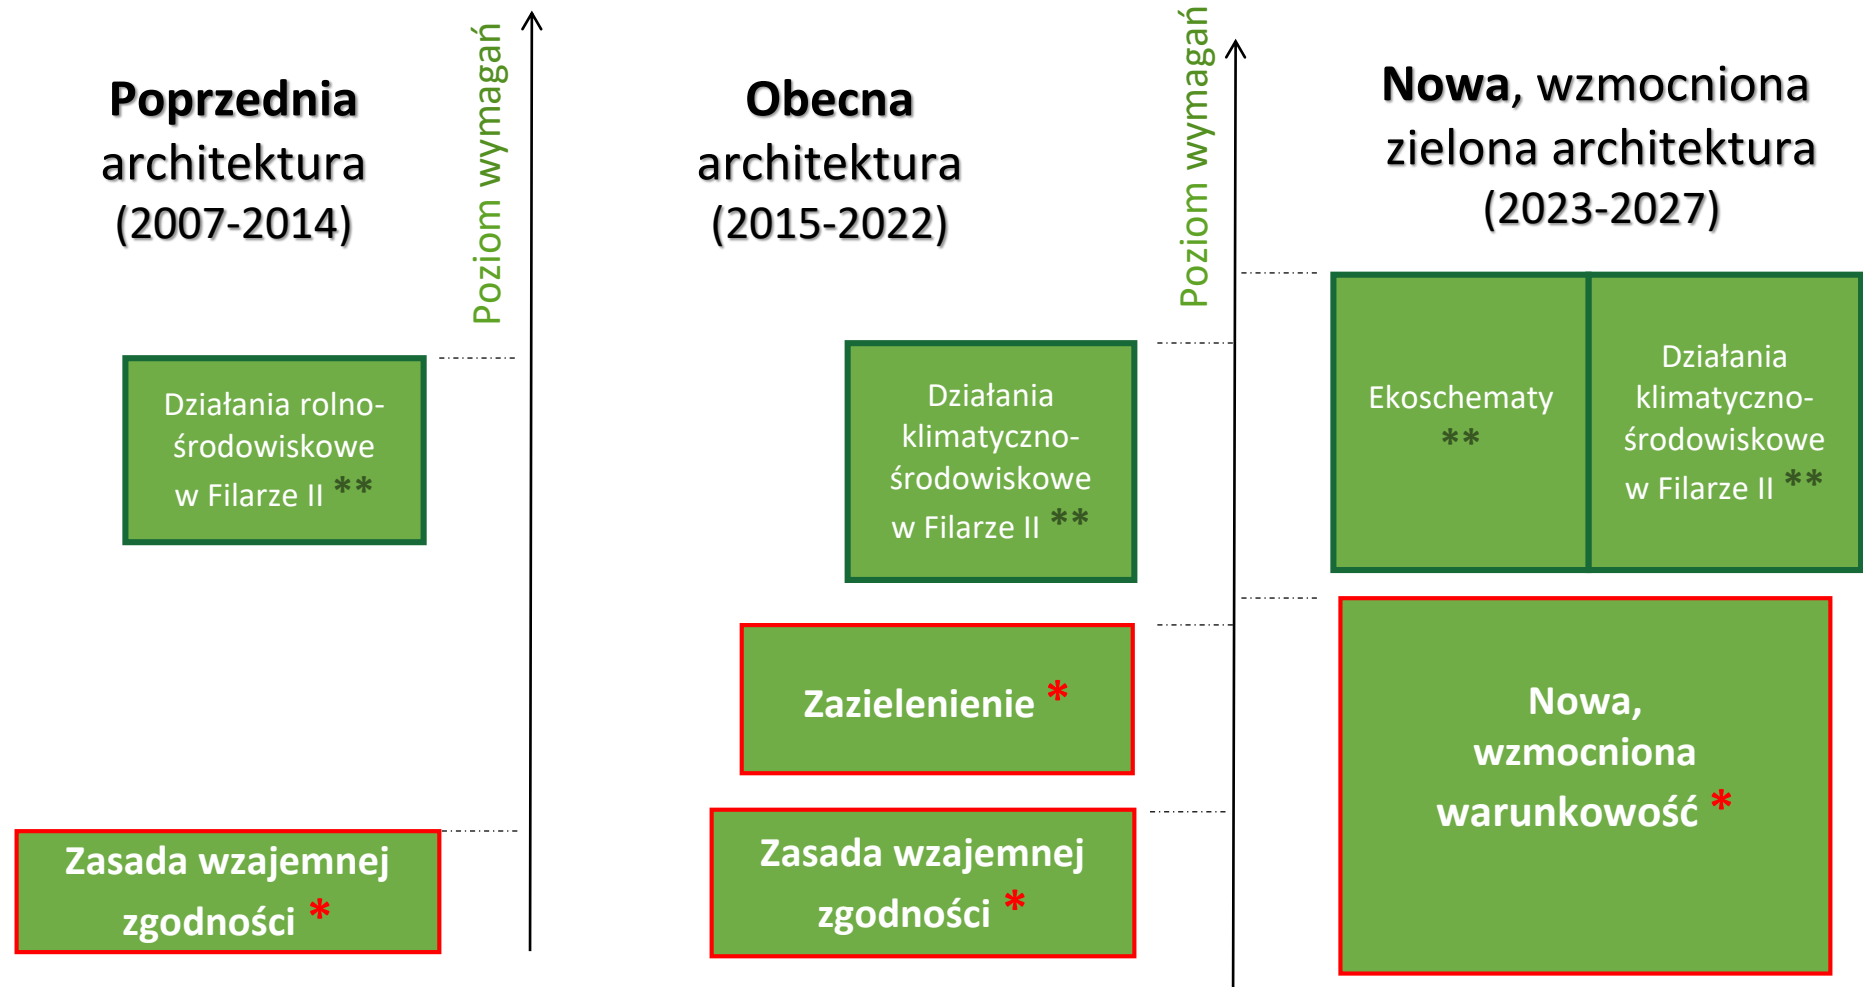 Poprzednia
architektura
(2007-2014)
Poziom wymagań
Działania rolno-
środowiskowe
w Filarze II **
Zasada wzajemnej
zgodności *
Obecna
architektura
(2015-2022)
Poziom wymagań
Działania
klimatyczno-
środowiskowe
w Filarze II **
Zazielenienie *
Zasada wzajemnej
zgodności *
Nowa, wzmocniona
zielona architektura
(2023-2027)
Ekoschematy
**
Działania
klimatyczno-
środowiskowe
w Filarze II **
Nowa,
wzmocniona
warunkowość *